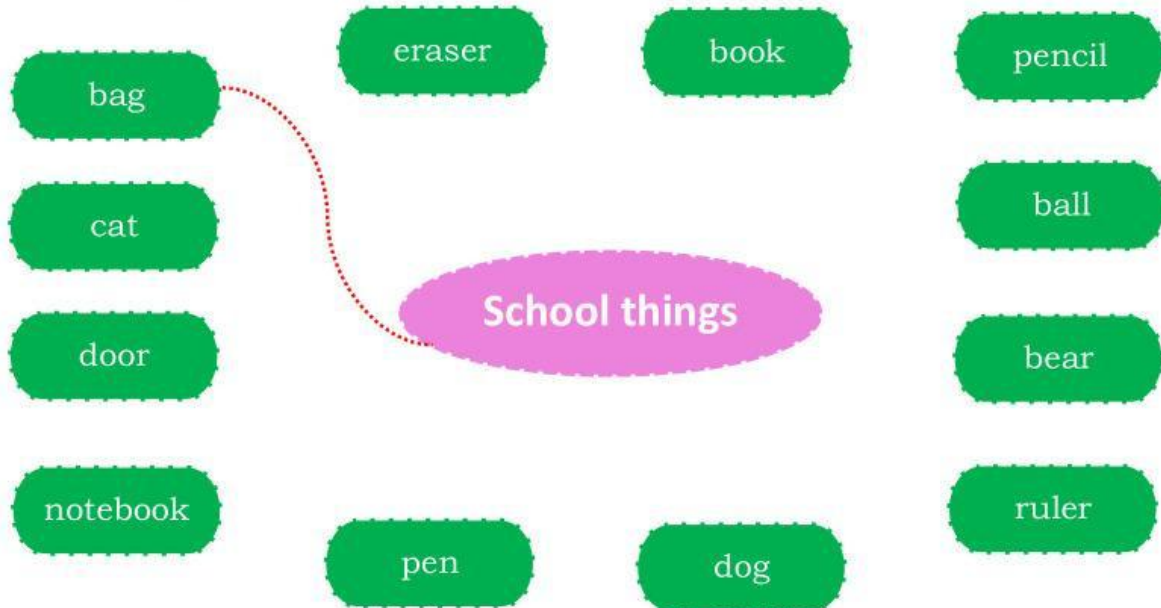 eraser
book
pencil
bag
ball
cat
School things
door
bear
notebook
ruler
pen
dog